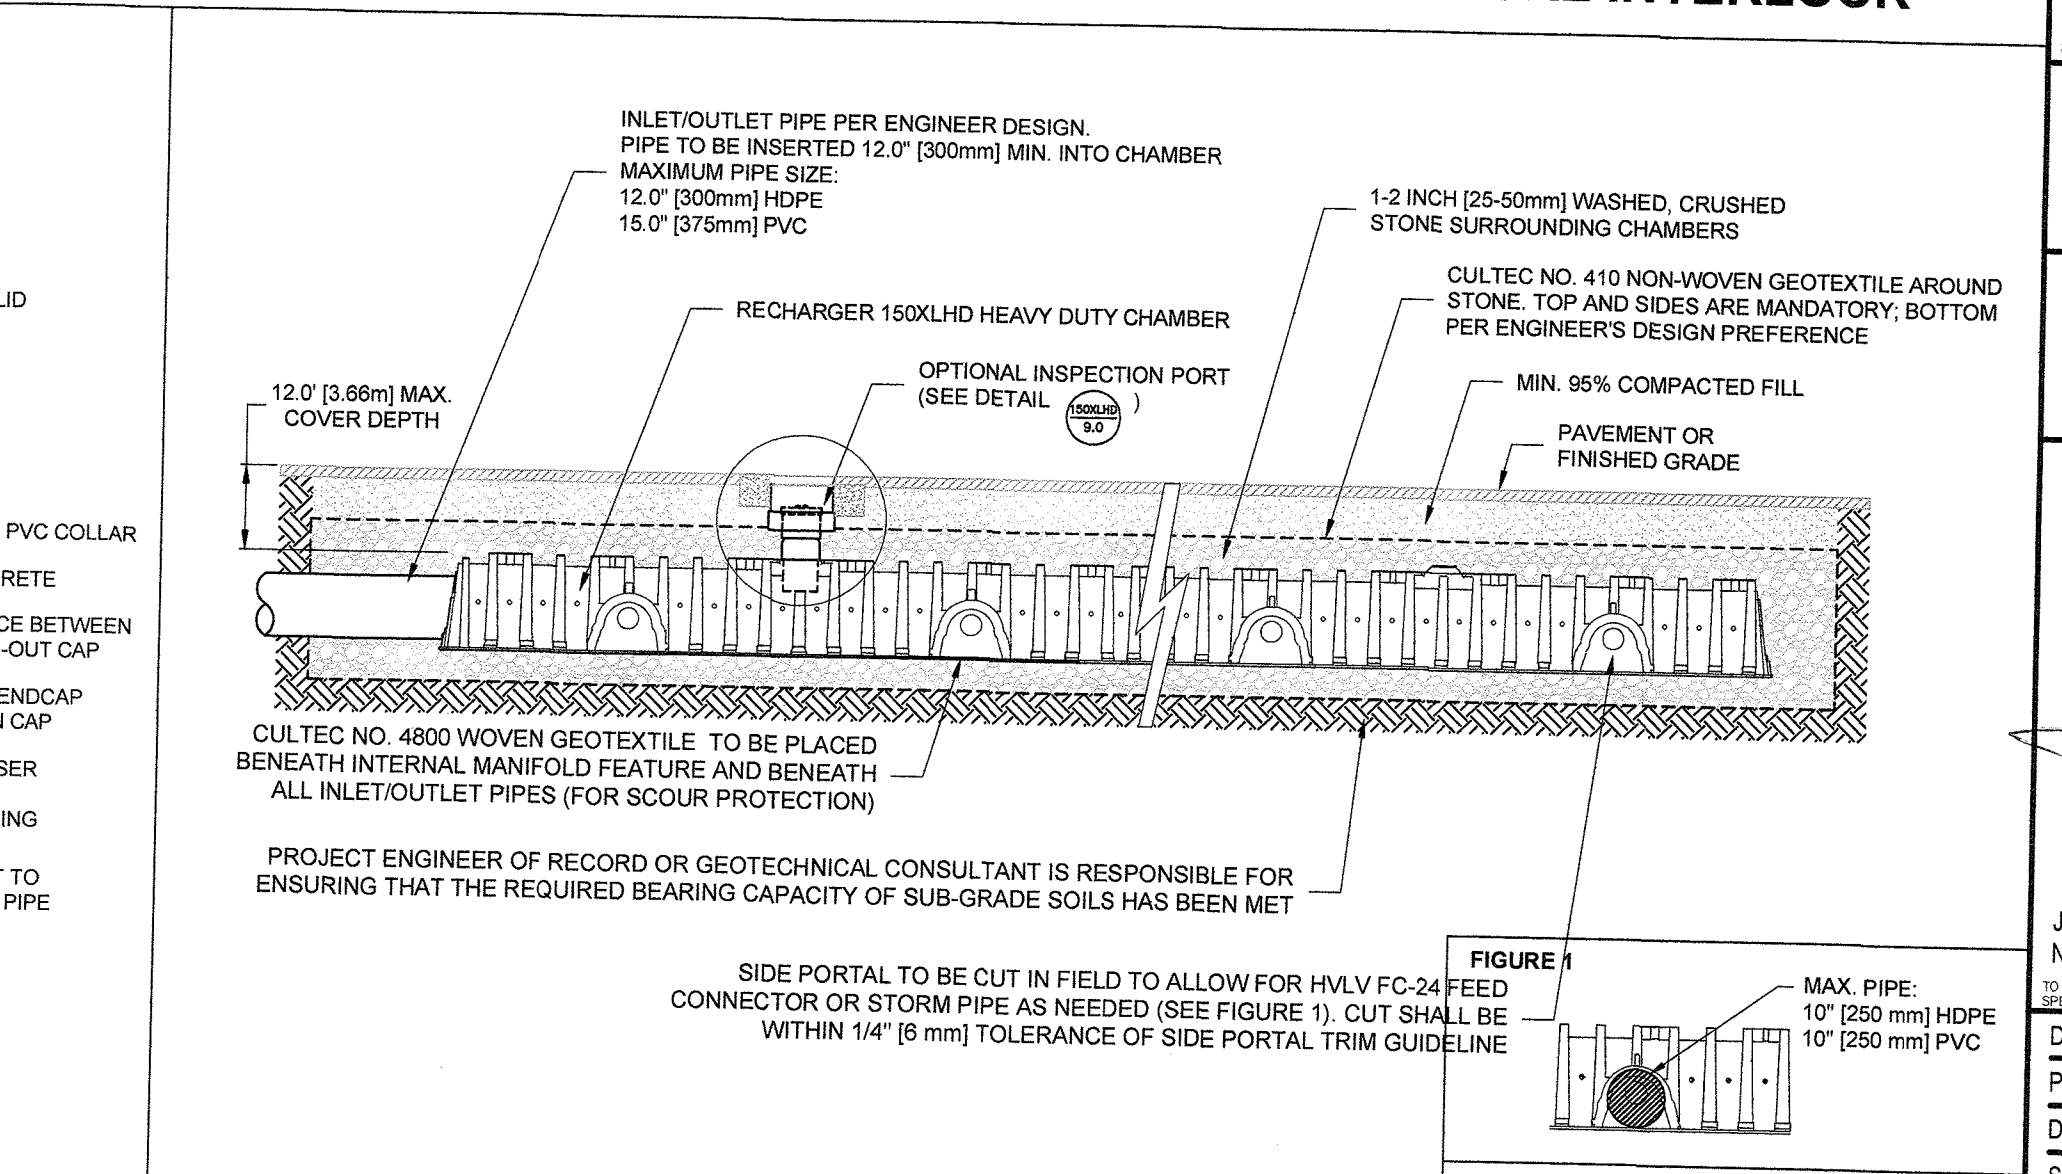 LID
PVC COLLAR
-OUT CAP
ENDCAP
CAP
PIPE
INLET/OUTLET PIPE PER ENGINEER DESIGN.
PIPE TO BE INSERTED 12.0" [300mm] MIN. INTO CHAMBER
MAXIMUM PIPE SIZE:
12.0" [300mm] HDPE
15.0" [375mm] PVC
1-2 INCH [25-50mm] WASHED, CRUSHED
STONE SURROUNDING CHAMBERS
CULTEC NO. 410 NON-WOVEN GEOTEXTILE AROUND
STONE. TOP AND SIDES ARE MANDATORY; BOTTOM
PER ENGINEER'S DESIGN PREFERENCE
RECHARGER 150XLHD HEAVY DUTY CHAMBER
OPTIONAL INSPECTION PORT
(SEE DETAIL 150XLHD )
9.0
MIN. 95% COMPACTED FILL
12.0' [3.66m] MAX.
COVER DEPTH
PAVEMENT OR
FINISHED GRADE
CULTEC NO. 4800 WOVEN GEOTEXTILE TO BE PLACED
BENEATH INTERNAL MANIFOLD FEATURE AND BENEATH
ALL INLET/OUTLET PIPES (FOR SCOUR PROTECTION)
PROJECT ENGINEER OF RECORD OR GEOTECHNICAL CONSULTANT IS RESPONSIBLE FOR
ENSURING THAT THE REQUIRED BEARING CAPACITY OF SUB-GRADE SOILS HAS BEEN MET
SIDE PORTAL TO BE CUT IN FIELD TO ALLOW FOR HVLV FC-24 FEED
CONNECTOR OR STORM PIPE AS NEEDED (SEE FIGURE 1). CUT SHALL BE
WITHIN 1/4" [6 mm] TOLERANCE OF SIDE PORTAL TRIM GUIDELINE
FIGURE 1
MAX. PIPE:
10" [250 mm] HDPE
10" [250 mm] PVC